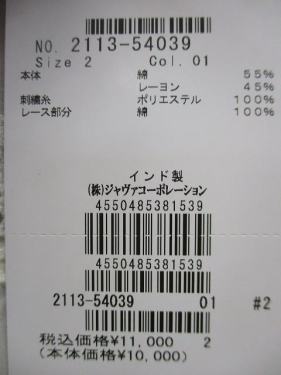 NO. 2113-54039
Size 2 Col. 01
本体 綿 55%
レーヨン 45%
刺繍糸 ポリエステル 100%
レース部分 綿 100%
インド製
(株)ジャヴァコーポレーション
4550485381539
4550485381539
2113-54039 01 #2
税込価格¥11,000 2
(本体価格¥10,000)